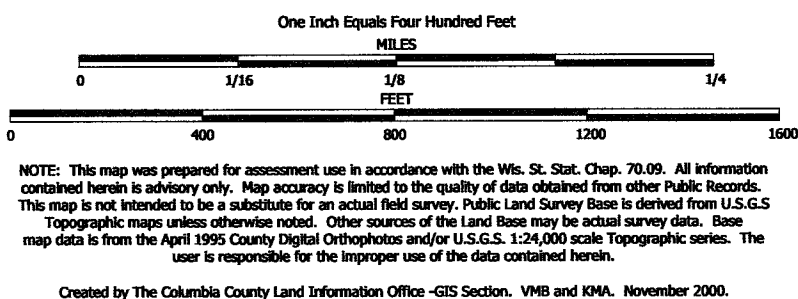 One Inch Equals Four Hundred Feet
MILES
0 1/16 1/8 1/4
FEET
0 400 800 1200 1600
NOTE: This map was prepared for assessment use in accordance with the Wis. St. Stat. Chap. 70.09. All information
contained herein is advisory only. Map accuracy is limited to the quality of data obtained from other Public Records.
This map is not intended to be a substitute for an actual field survey. Public Land Survey Base is derived from U.S.G.S
Topographic maps unless otherwise noted. Other sources of the Land Base may be actual survey data. Base
map data is from the April 1995 County Digital Orthophotos and/or U.S.G.S. 1:24,000 scale Topographic series. The
user is responsible for the improper use of the data contained herein.
Created by The Columbia County Land Information Office -GIS Section. VMB and KMA. November 2000.